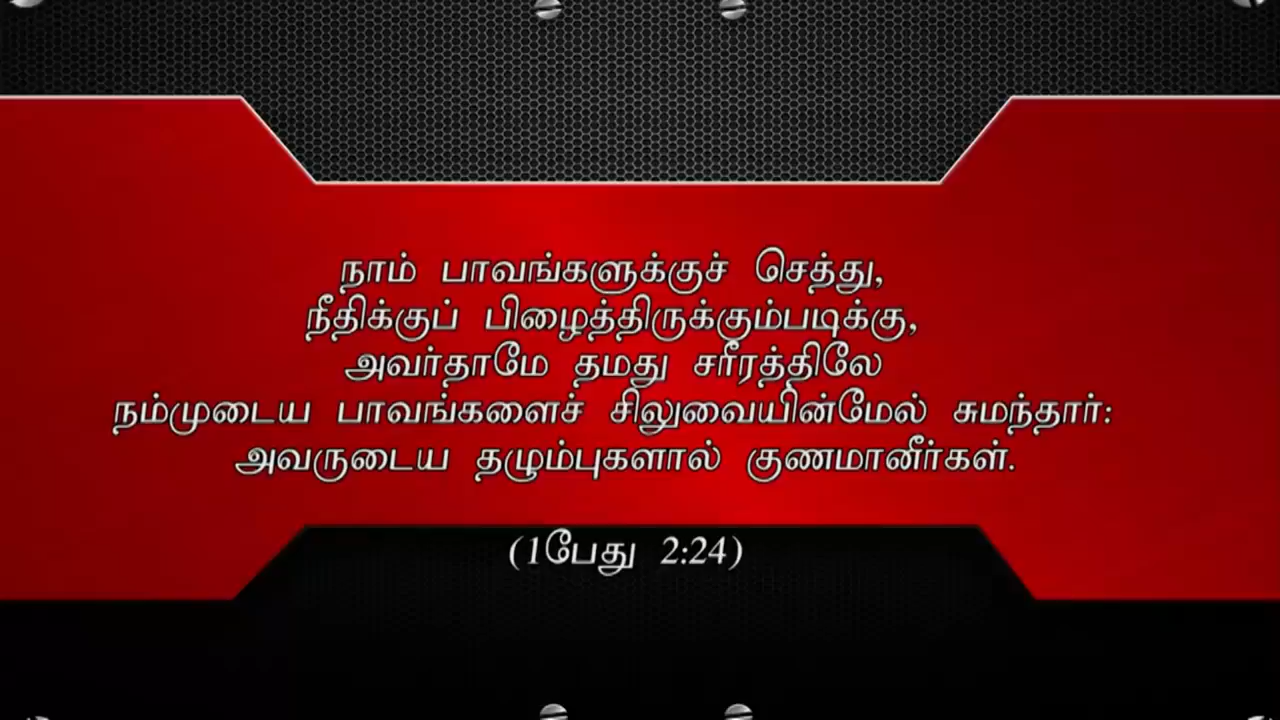 நாம் பாவங்களுக்குச் செத்து,
நீதிக்குப் பிழைத்திருக்கும்படிக்கு,
அவர்தாமே தமது சரீரத்திலே
நம்முடைய பாவங்களைச் சிலுவையின்மேல் சுமந்தார்:
அவருடைய தழும்புகளால் குணமானீர்கள்.
(1பேது 2:24)